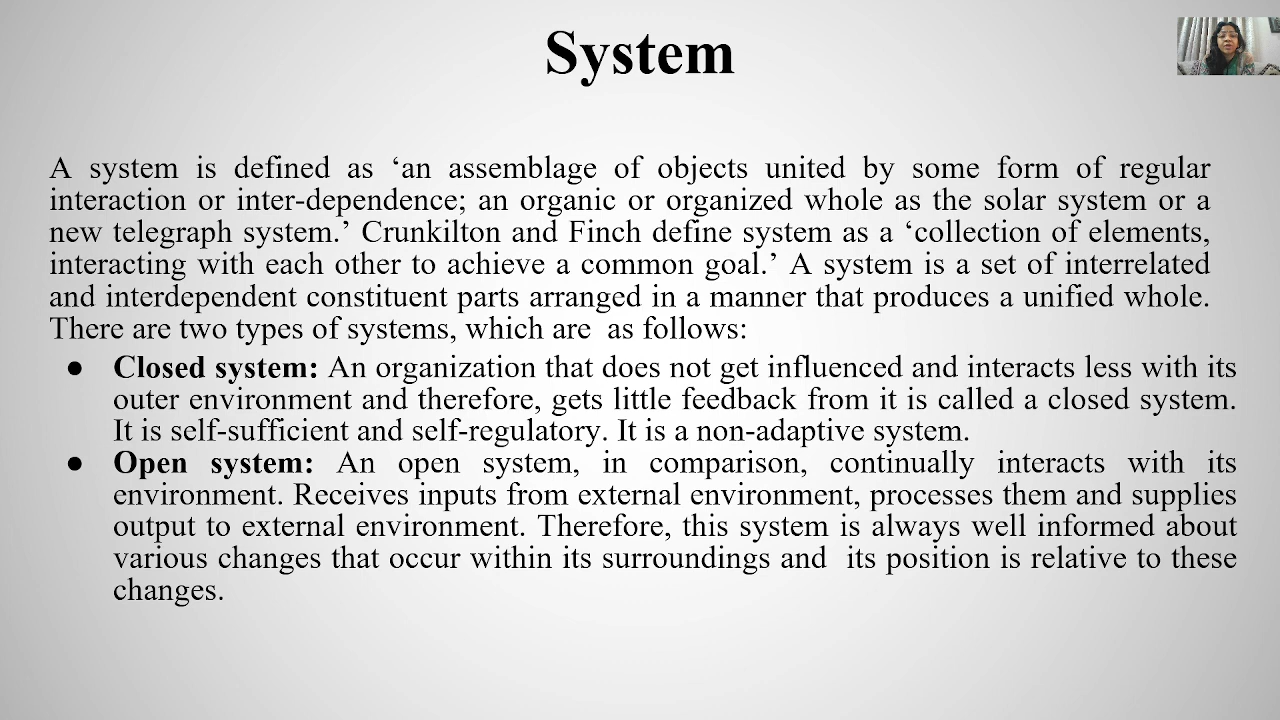 System
A system is defined as ‘an assemblage of objects united by some form of regular
interaction or inter-dependence; an organic or organized whole as the solar system or a
new telegraph system.’ Crunkilton and Finch define system as a ‘collection of elements,
interacting with each other to achieve a common goal.’ A system is a set of interrelated
and interdependent constituent parts arranged in a manner that produces a unified whole.
There are two types of systems, which are  as follows:
● Closed system: An organization that does not get influenced and interacts less with its
outer environment and therefore, gets little feedback from it is called a closed system.
It is self-sufficient and self-regulatory. It is a non-adaptive system.
● Open system: An open system, in comparison, continually interacts with its
environment. Receives inputs from external environment, processes them and supplies
output to external environment. Therefore, this system is always well informed about
various changes that occur within its surroundings and  its position is relative to these
changes.